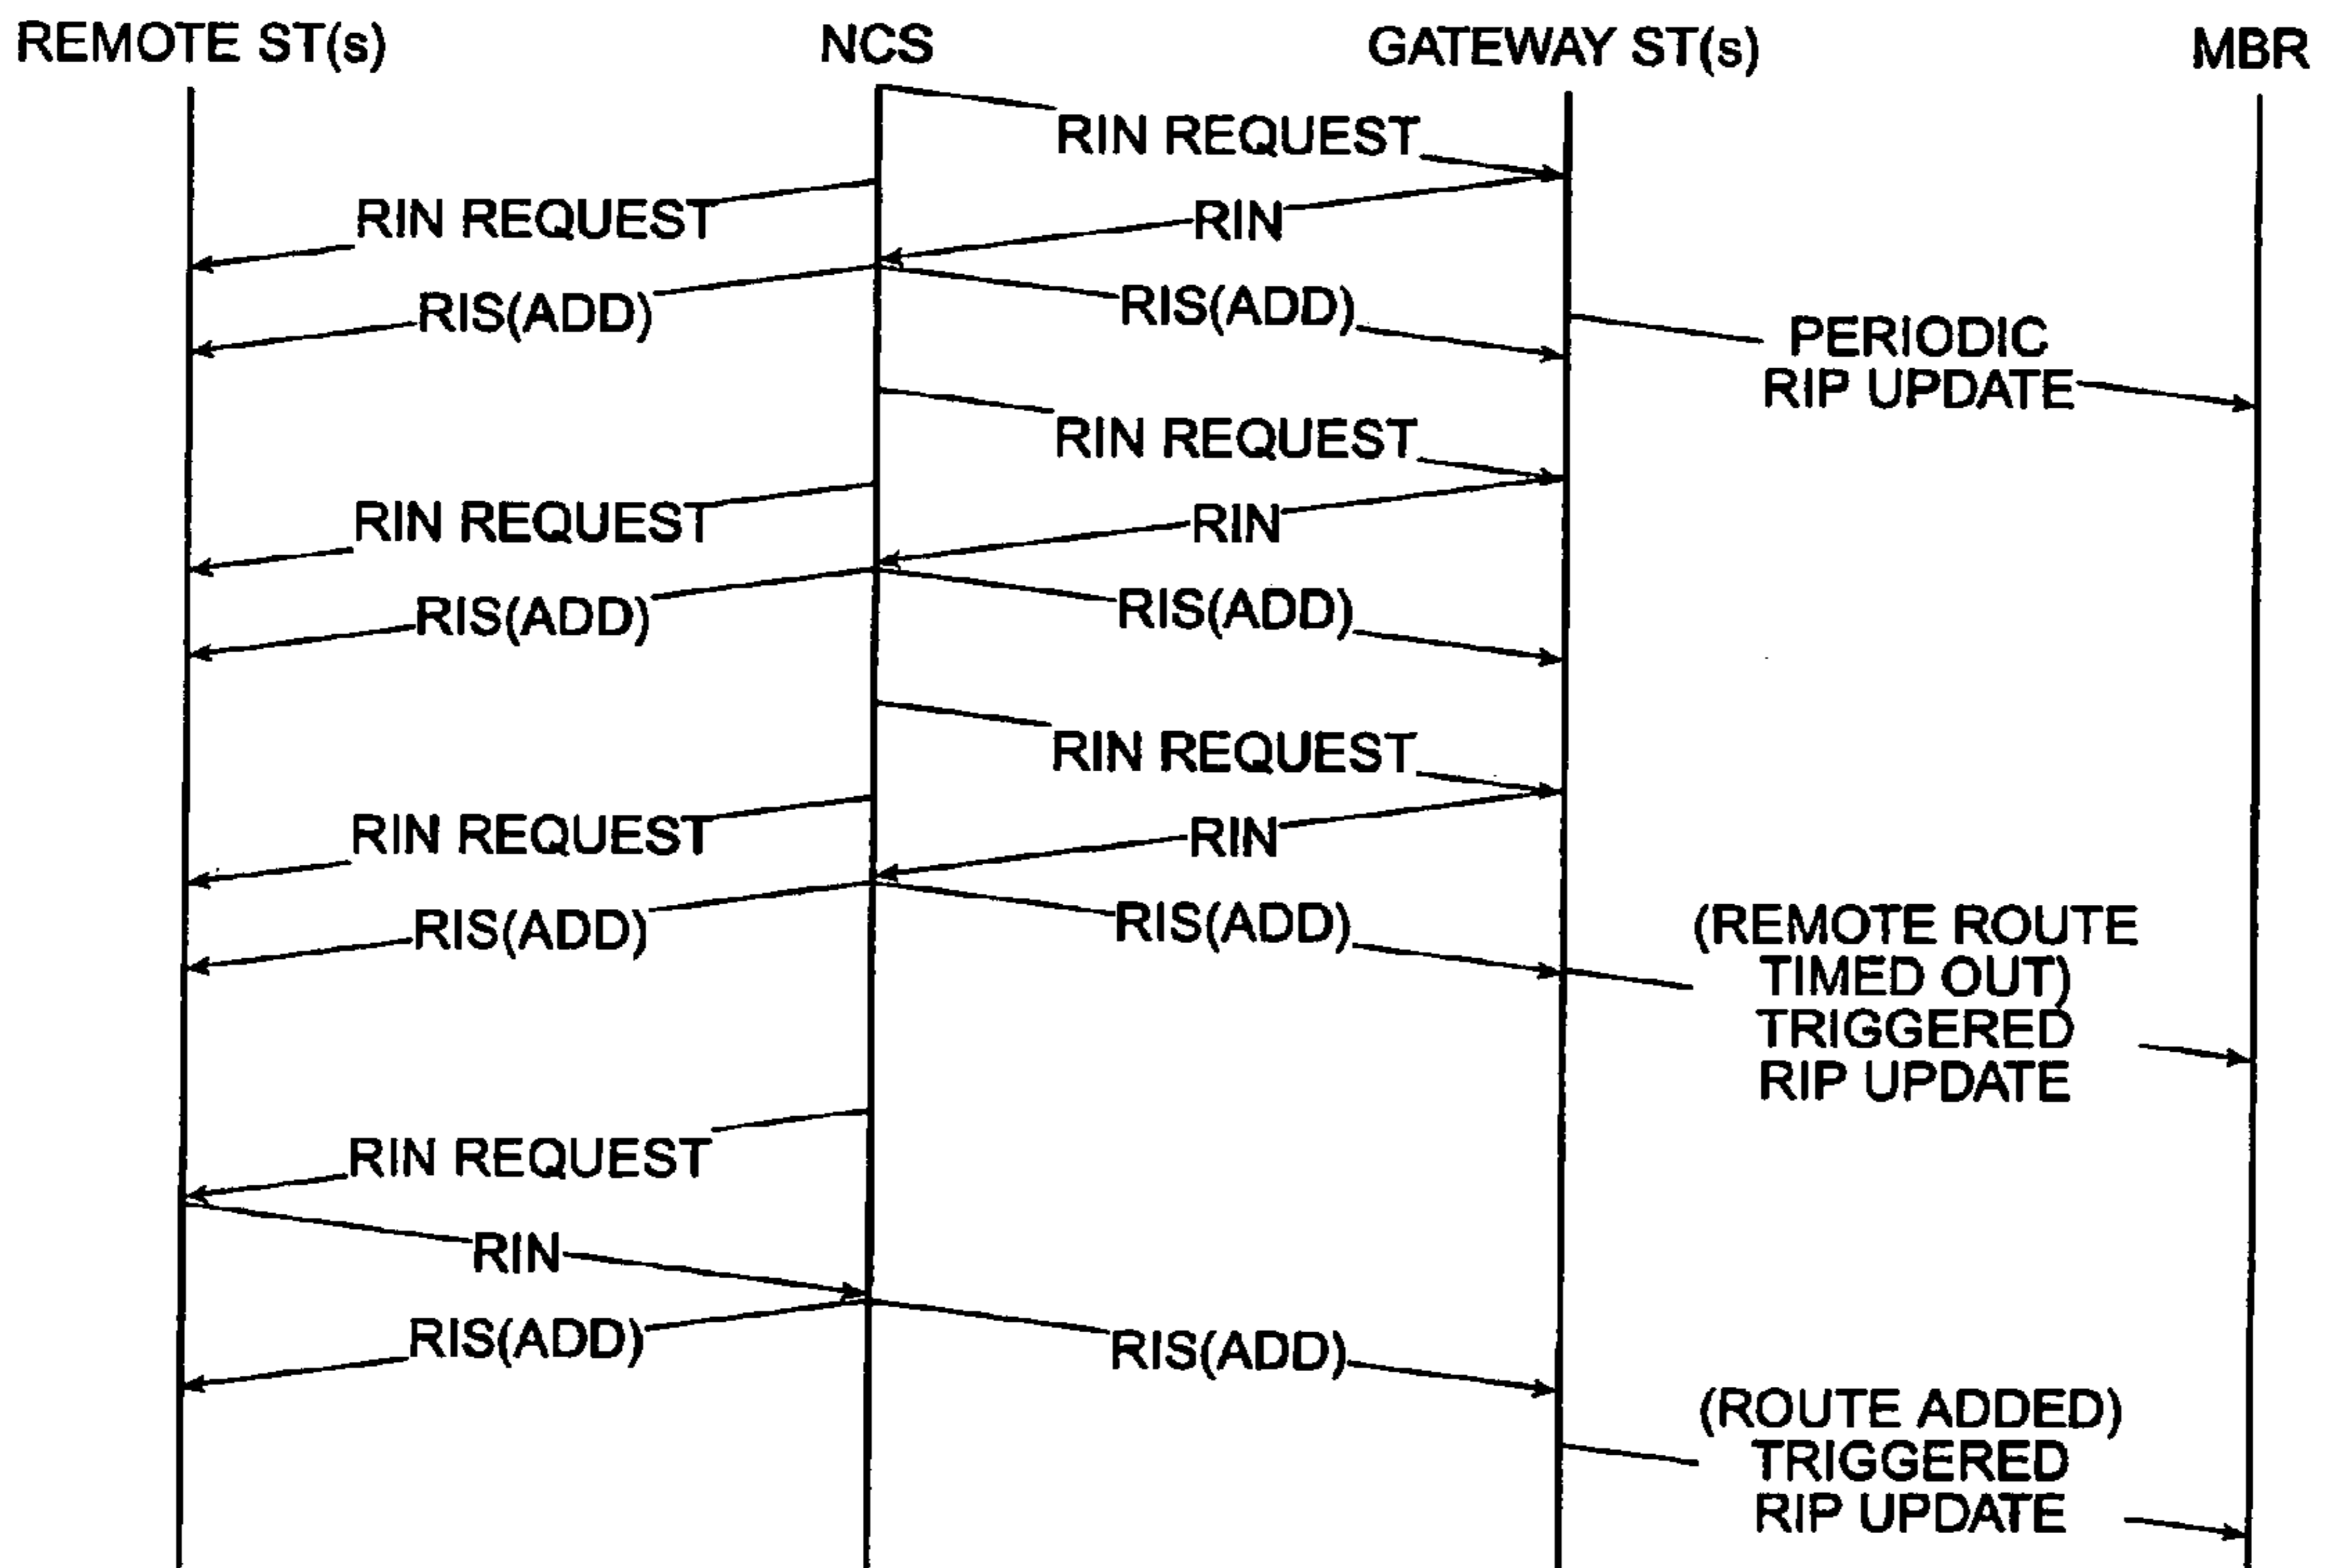 REMOTE ST(s)
NCS
GATEWAY ST(s)
MBR
RIN REQUEST
RIN REQUEST
RIN
RIS(ADD)
RIS(ADD)
PERIODIC
RIP UPDATE
RIN REQUEST
RIN REQUEST
RIN
RIS(ADD)
RIS(ADD)
RIN REQUEST
RIN REQUEST
RIN
RIS(ADD)
RIS(ADD)
(REMOTE ROUTE
TIMED OUT)
TRIGGERED
RIP UPDATE
RIN REQUEST
RIN
RIS(ADD)
RIS(ADD)
(ROUTE ADDED)
TRIGGERED
RIP UPDATE